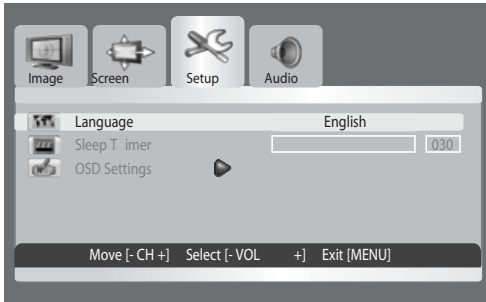 Image Screen Setup Audio
Language English
Sleep T imer 030
OSD Settings
Move [- CH +] Select [- VOL +] Exit [MENU]